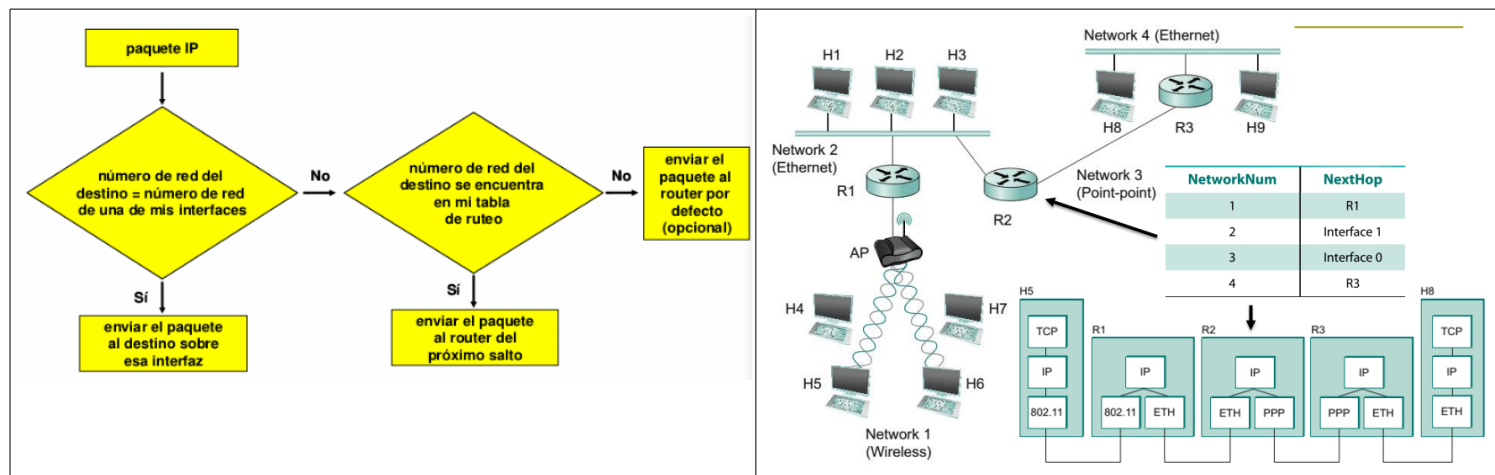 paquete IP
número de red del
destino = número de red
de una de mis interfaces
No
número de red del
destino se encuentra
en mi tabla
de ruteo
No
enviar el
paquete al
router por
defecto
(opcional)
Sí
enviar el paquete
al destino sobre
esa interfaz
Sí
enviar el paquete
al router del
próximo salto
Network 4 (Ethernet)
H1
H2
H3
H8
R3
H9
Network 2
(Ethernet)
R1
R2
Network 3
(Point-point)
AP
H4
H7
H5
H6
Network 1
(Wireless)
NetworkNum NextHop
1 R1
2 Interface 1
3 Interface 0
4 R3
H5
TCP
IP
802.11
R1
IP
802.11 ETH
R2
IP
ETH PPP
R3
IP
PPP ETH
H8
TCP
IP
ETH